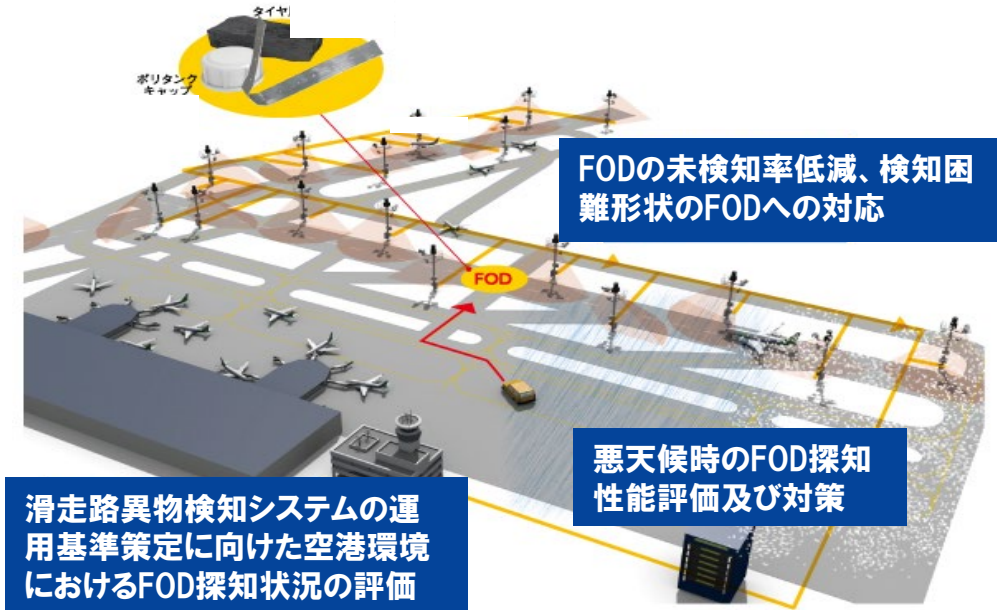 タイヤ
ポリタンク
キャップ
FODの未検知率低減、検知困
難形状のFODへの対応
FOD
悪天候時のFOD探知
性能評価及び対策
滑走路異物検知システムの運
用基準策定に向けた空港環境
におけるFOD探知状況の評価